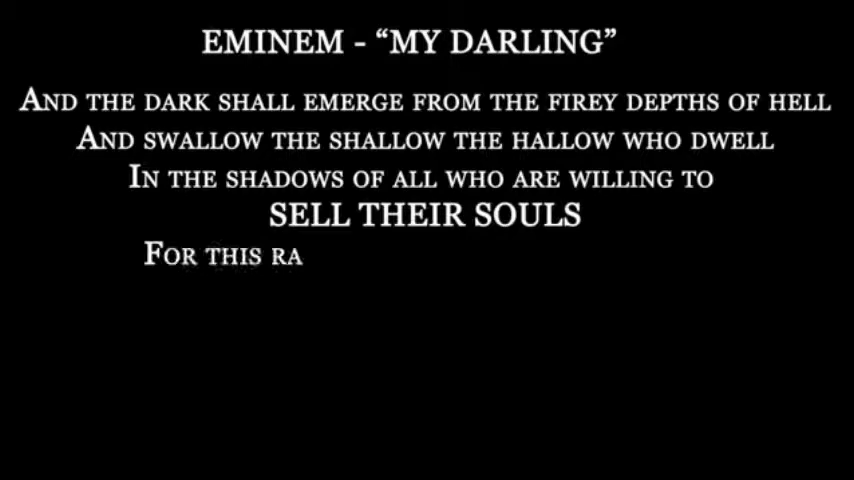 EMINEM - “MY DARLING”
AND THE DARK SHALL EMERGE FROM THE FIREY DEPTHS OF HELL
AND SWALLOW THE SHALLOW THE HALLOW WHO DWELL
IN THE SHADOWS OF ALL WHO ARE WILLING TO
SELL THEIR SOULS
FOR THIS RA